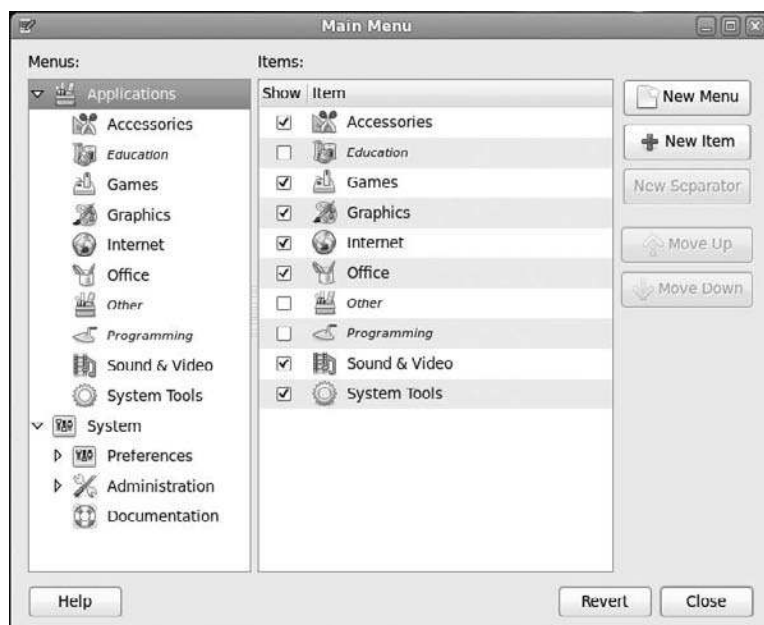 Main Menu
Menus:
Applications
Accessories
Education
Games
Graphics
Internet
Office
Other
Programming
Sound & Video
System Tools
System
Preferences
Administration
Documentation
Items:
Show Item
Accessories
Education
Games
Graphics
Internet
Office
Other
Programming
Sound & Video
System Tools
New Menu
New Item
New Separator
Move Up
Move Down
Help
Revert
Close